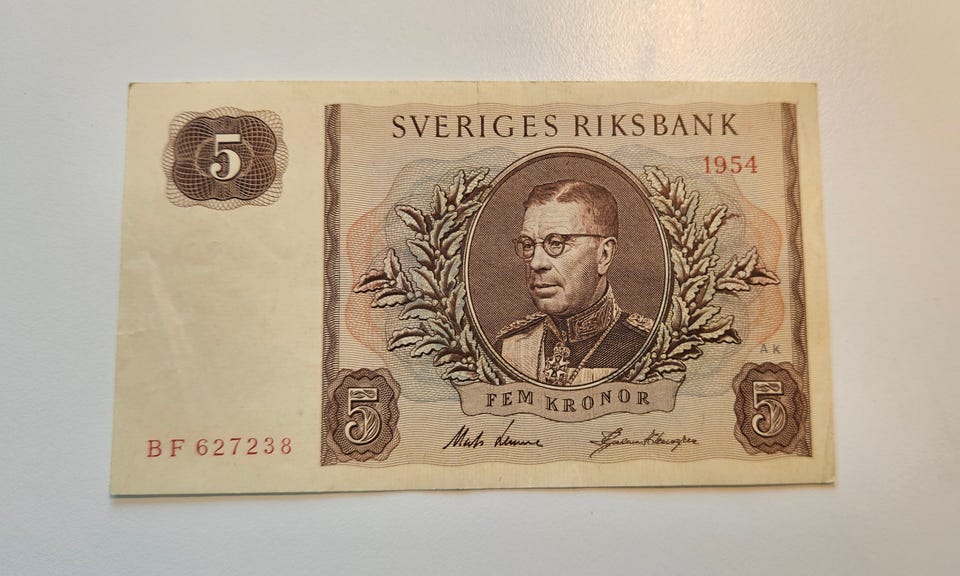 5
SVERIGES RIKSBANK
1954
AK
FEM KRONOR
5
5
BF 627238